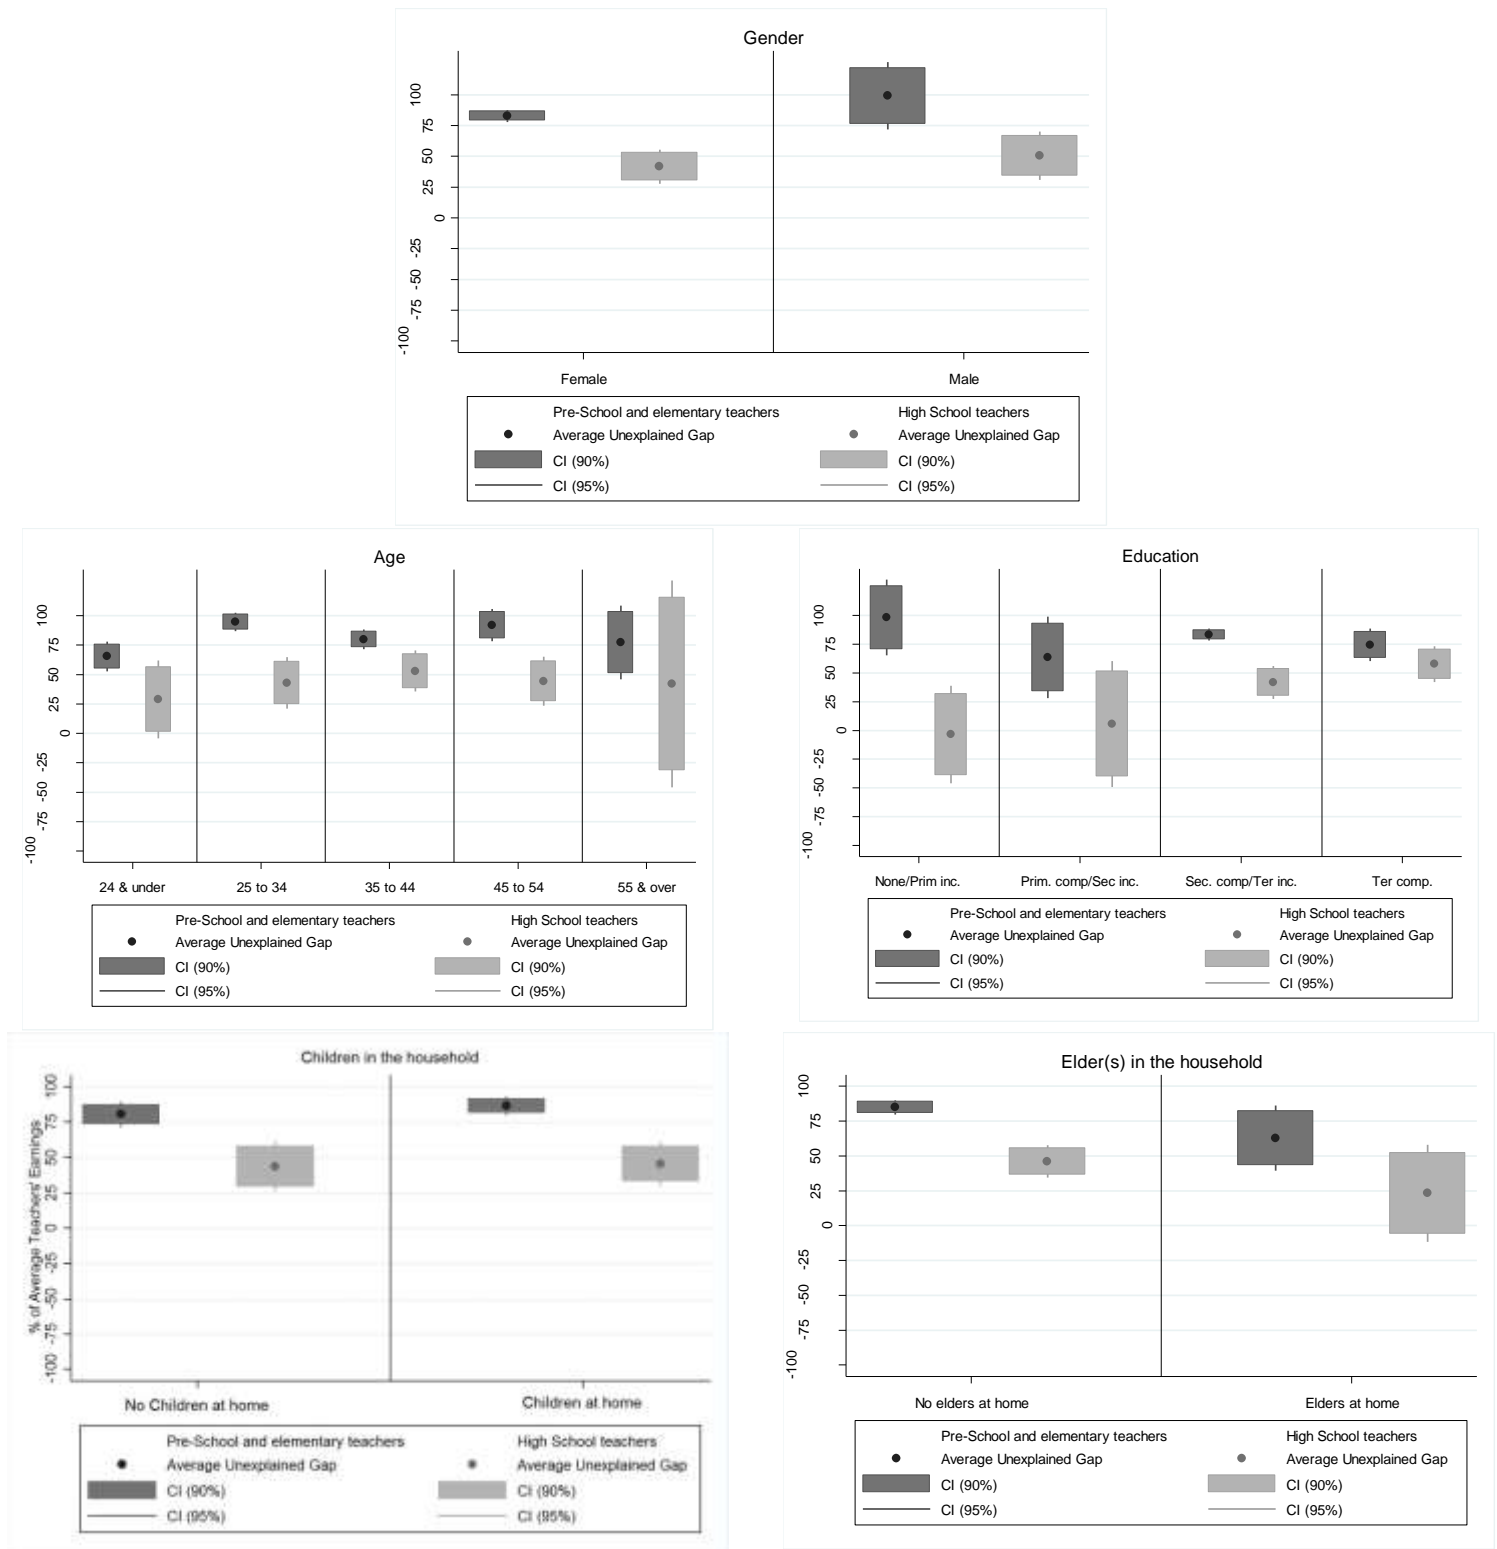 Gender
100
75
50
25
0
-25
-50
-75
-100
Female Male
Pre-School and elementary teachers High School teachers
Average Unexplained Gap Average Unexplained Gap
CI (90%) CI (90%)
CI (95%) CI (95%)
Age
100
75
50
25
0
-25
-50
-75
-100
24 & under 25 to 34 35 to 44 45 to 54 55 & over
Pre-School and elementary teachers High School teachers
Average Unexplained Gap Average Unexplained Gap
CI (90%) CI (90%)
CI (95%) CI (95%)
Education
100
75
50
25
0
-25
-50
-75
-100
None/Prim inc. Prim. comp/Sec inc. Sec. comp/Ter inc. Ter comp.
Pre-School and elementary teachers High School teachers
Average Unexplained Gap Average Unexplained Gap
CI (90%) CI (90%)
CI (95%) CI (95%)
Children in the household
% of Average Teachers' Earnings
100
75
50
25
0
-25
-50
-75
-100
No Children at home Children at home
Pre-School and elementary teachers High School teachers
Average Unexplained Gap Average Unexplained Gap
CI (90%) CI (90%)
CI (95%) CI (95%)
Elder(s) in the household
100
75
50
25
0
-25
-50
-75
-100
No elders at home Elders at home
Pre-School and elementary teachers High School teachers
Average Unexplained Gap Average Unexplained Gap
CI (90%) CI (90%)
CI (95%) CI (95%)